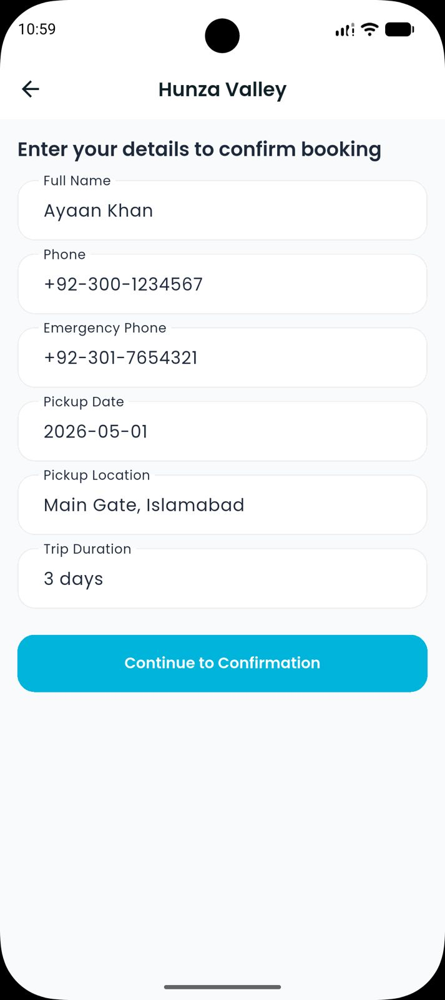 10:59
Hunza Valley
Enter your details to confirm booking
Full Name
Ayaan Khan
Phone
+92-300-1234567
Emergency Phone
+92-301-7654321
Pickup Date
2026-05-01
Pickup Location
Main Gate, Islamabad
Trip Duration
3 days
Continue to Confirmation